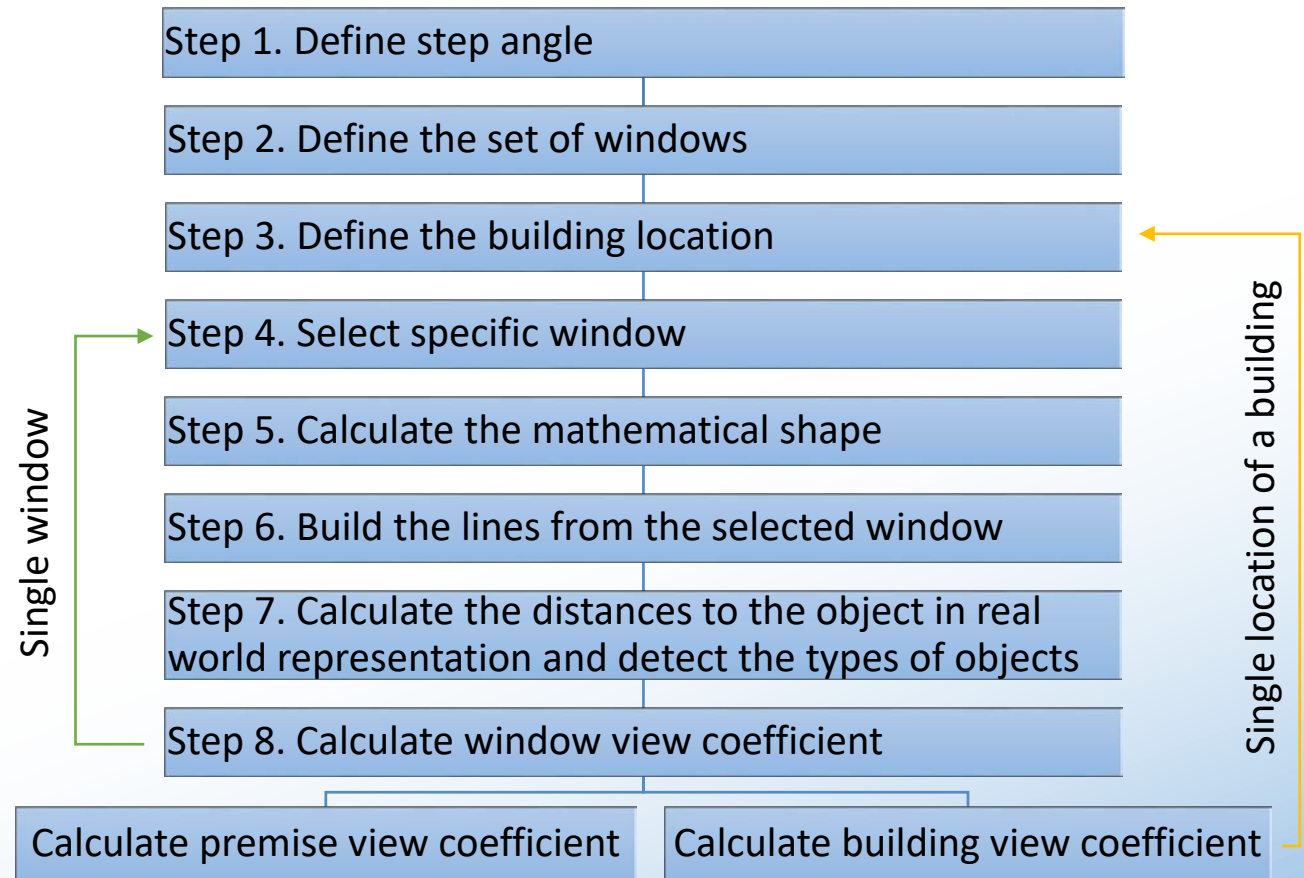 Step 1. Define step angle
Step 2. Define the set of windows
Step 3. Define the building location
Step 4. Select specific window
Step 5. Calculate the mathematical shape
Step 6. Build the lines from the selected window
Step 7. Calculate the distances to the object in real
world representation and detect the types of objects
Step 8. Calculate window view coefficient
Calculate premise view coefficient
Calculate building view coefficient
Single window
Single location of a building